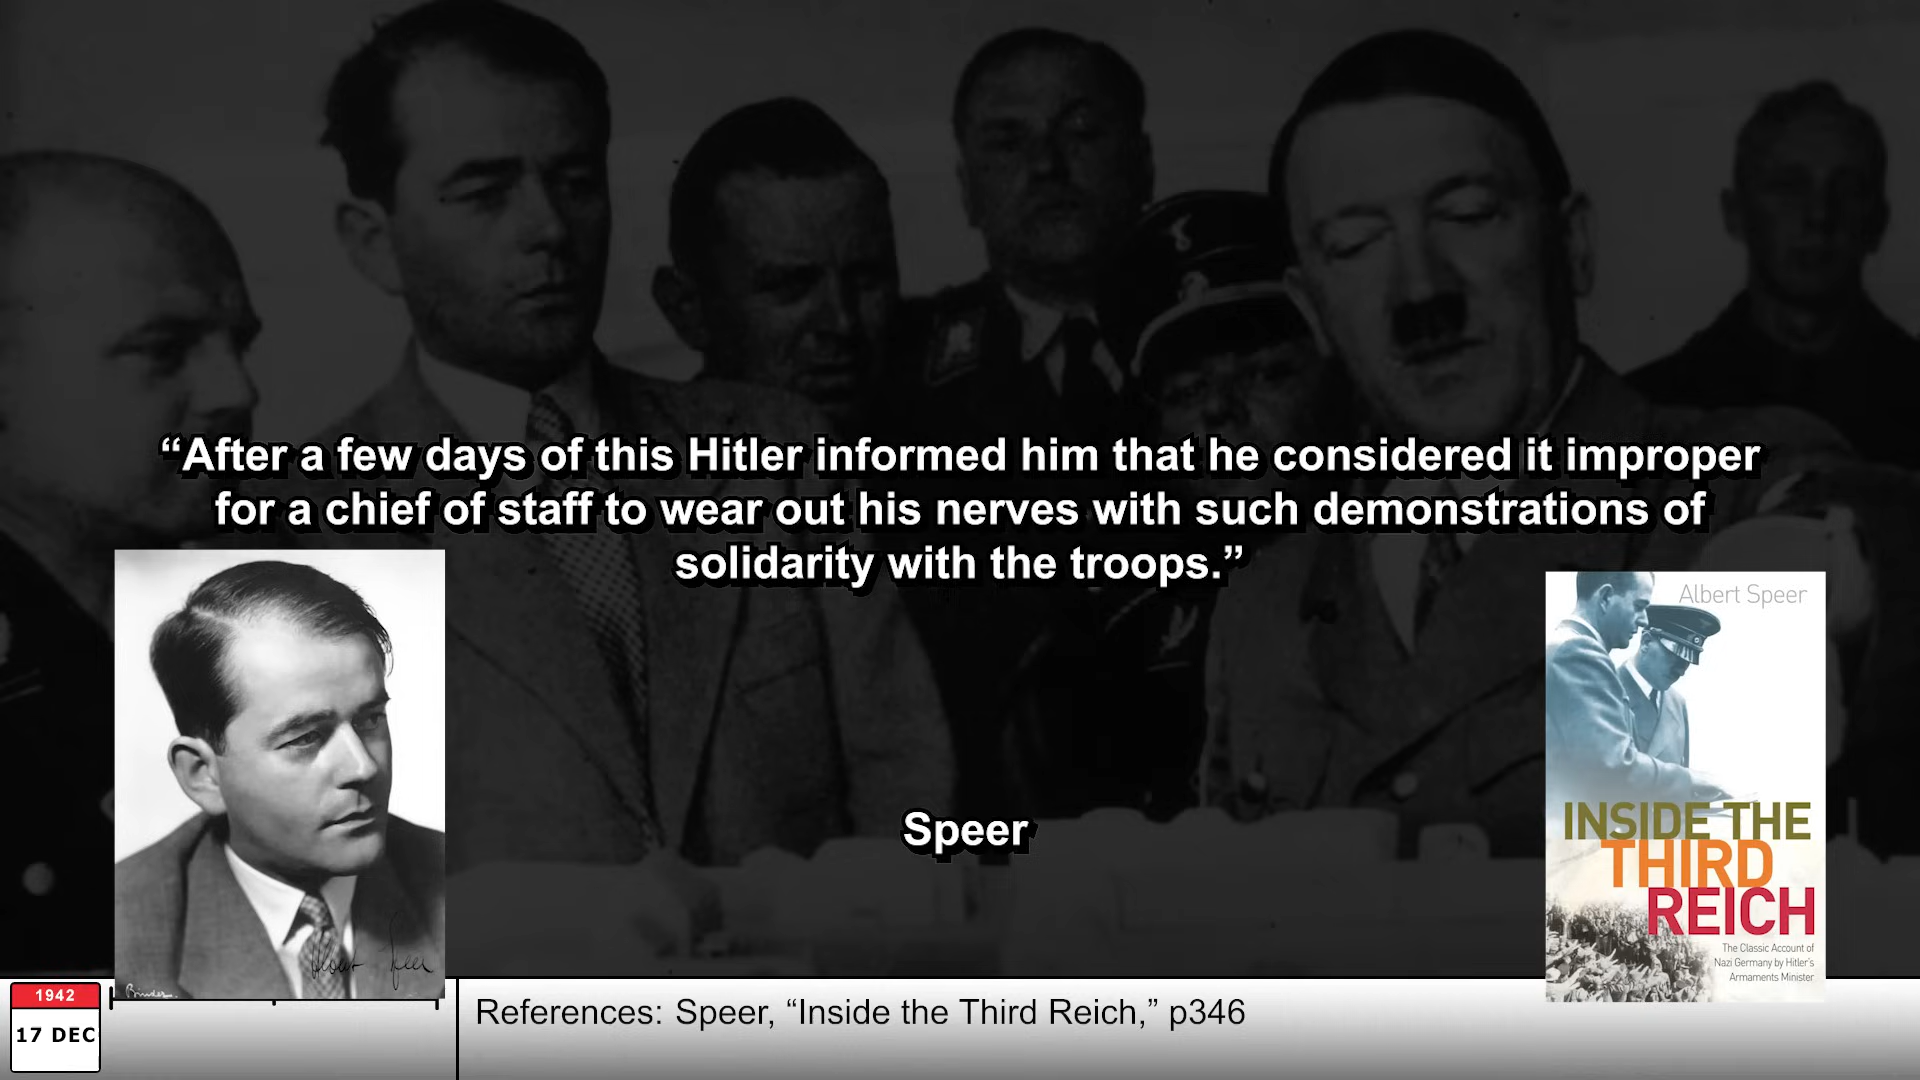 “After a few days of this Hitler informed him that he considered it improper
for a chief of staff to wear out his nerves with such demonstrations of
solidarity with the troops.”
Speer
Albert Speer
INSIDE THE
THIRD
REICH
The Classic Account of
Nazi Germany by Hitler's
Armaments Minister
Binder.
1942
17 DEC
References: Speer, “Inside the Third Reich,” p346